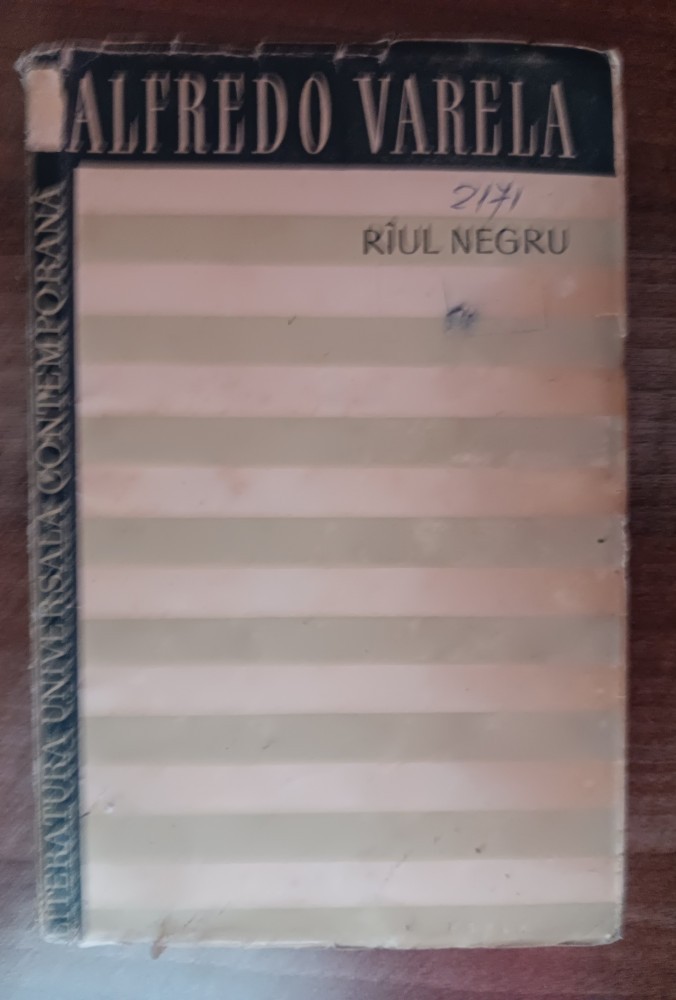 ALFREDO VARELA
2171
RÎUL NEGRU
LITERATURA UNIVERSALĂ CONTEMPORANĂ